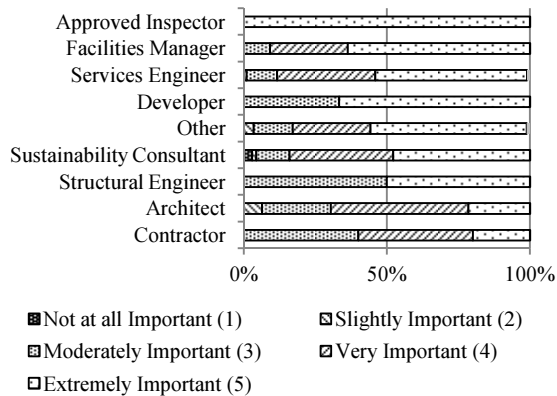 Approved Inspector
Facilities Manager
Services Engineer
Developer
Other
Sustainability Consultant
Structural Engineer
Architect
Contractor
0% 50% 100%
Not at all Important (1) Slightly Important (2)
Moderately Important (3) Very Important (4)
Extremely Important (5)